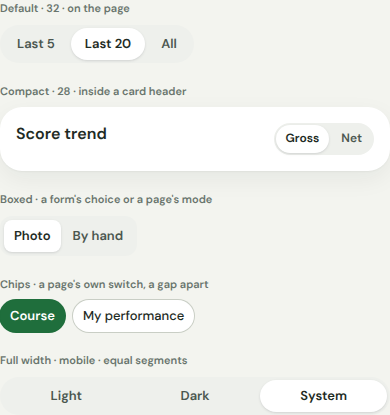 Default · 32 · on the page
Last 5 Last 20 All
Compact · 28 · inside a card header
Score trend Gross Net
Boxed · a form's choice or a page's mode
Photo By hand
Chips · a page's own switch, a gap apart
Course My performance
Full width · mobile · equal segments
Light Dark System